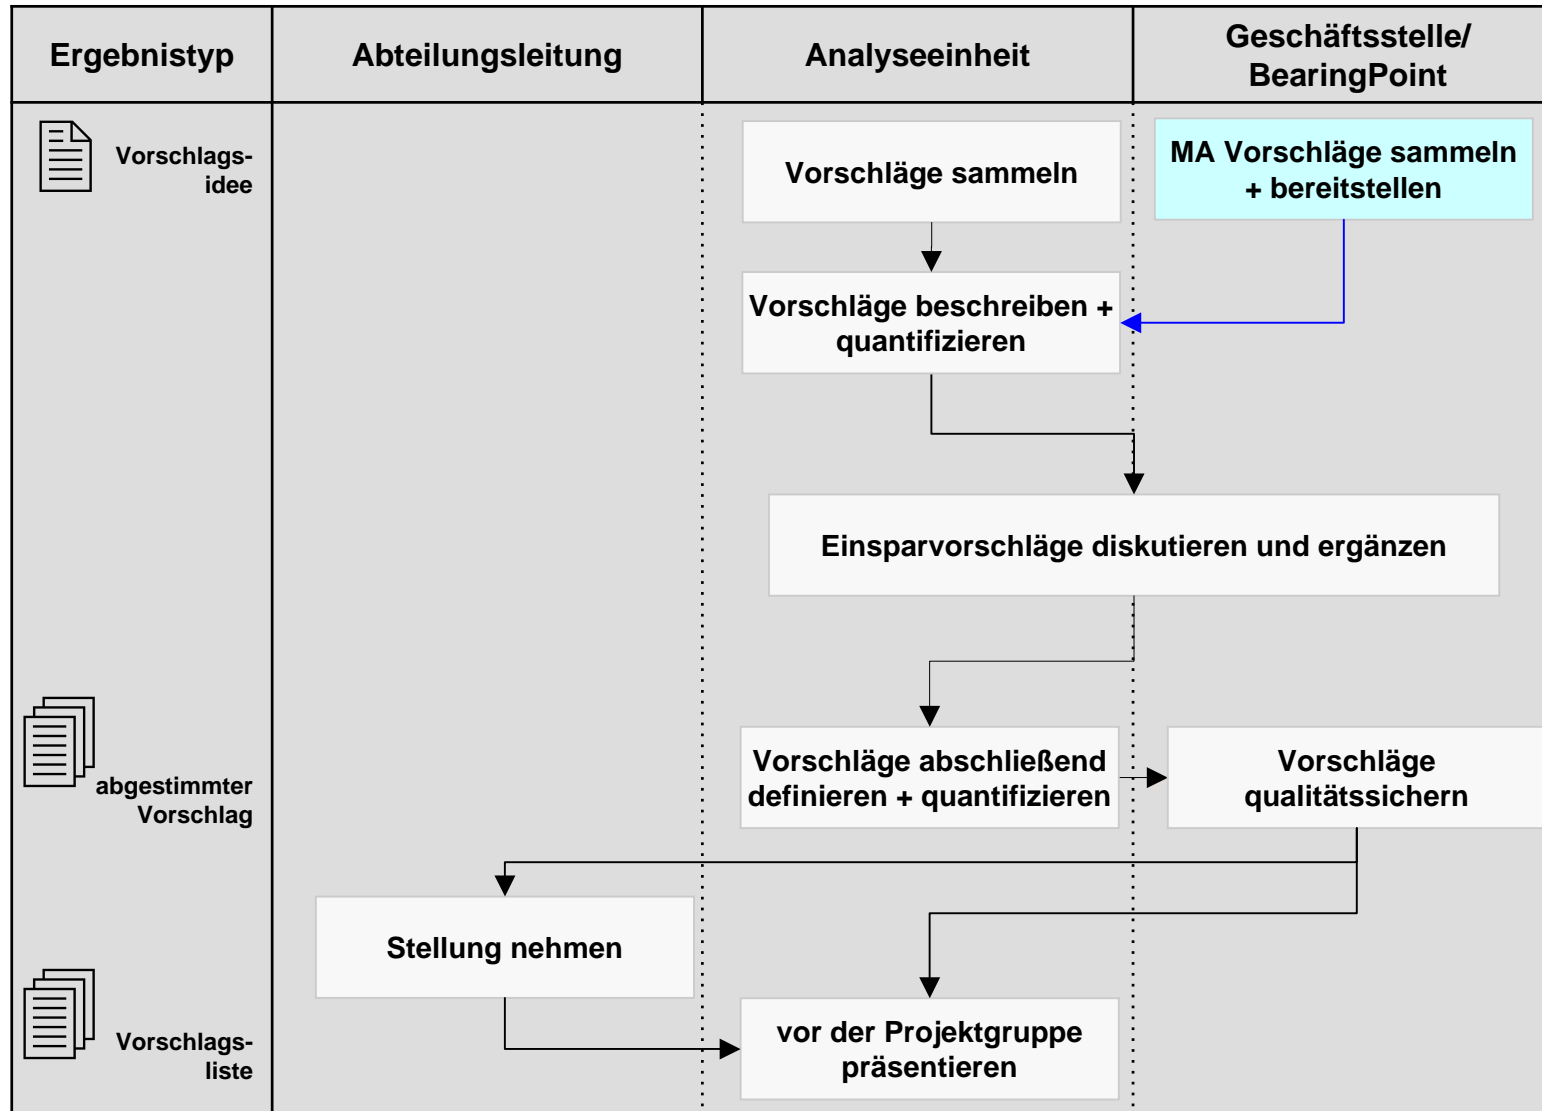 Ergebnistyp
Abteilungsleitung
Analyseeinheit
Geschäftsstelle/
BearingPoint
Vorschlags-
idee
Vorschläge sammeln
MA Vorschläge sammeln
+ bereitstellen
Vorschläge beschreiben +
quantifizieren
Einsparvorschläge diskutieren und ergänzen
abgestimmter
Vorschlag
Vorschläge abschließend
definieren + quantifizieren
Vorschläge
qualitätssichern
Stellung nehmen
Vorschlags-
liste
vor der Projektgruppe
präsentieren